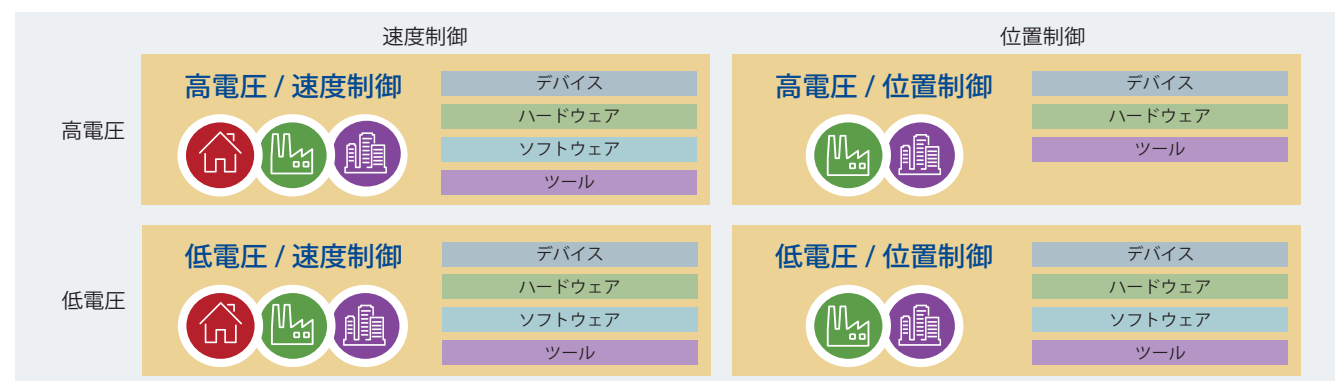 速度制御
位置制御
高電圧
高電圧 / 速度制御
デバイス
ハードウェア
ソフトウェア
ツール
高電圧 / 位置制御
デバイス
ハードウェア
ツール
低電圧
低電圧 / 速度制御
デバイス
ハードウェア
ソフトウェア
ツール
低電圧 / 位置制御
デバイス
ハードウェア
ソフトウェア
ツール